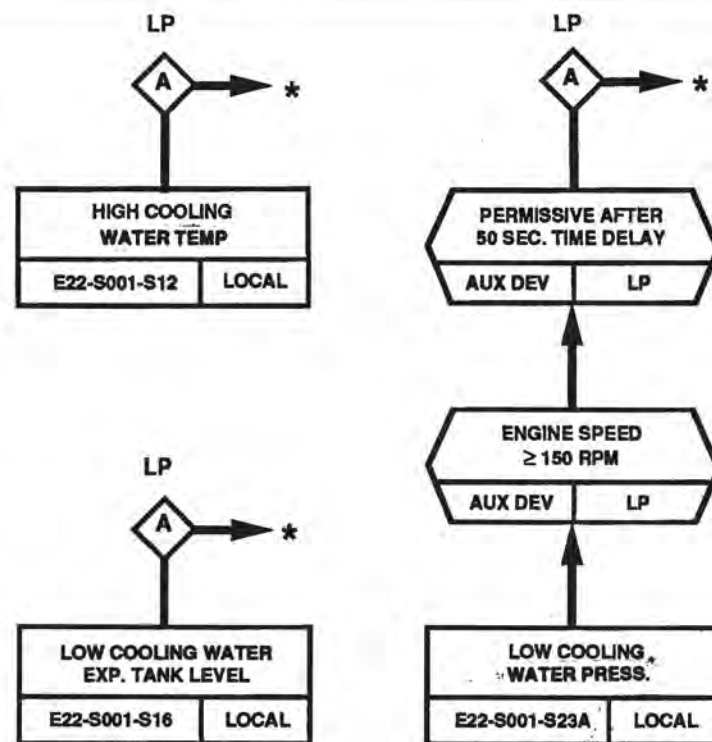 LP
A
*
HIGH COOLING
WATER TEMP
E22-S001-S12
LOCAL
LP
A
*
PERMISSIVE AFTER
50 SEC. TIME DELAY
AUX DEV
LP
ENGINE SPEED
≥ 150 RPM
AUX DEV
LP
LP
A
*
LOW COOLING WATER
EXP. TANK LEVEL
E22-S001-S16
LOCAL
LOW COOLING
WATER PRESS.
E22-S001-S23A
LOCAL